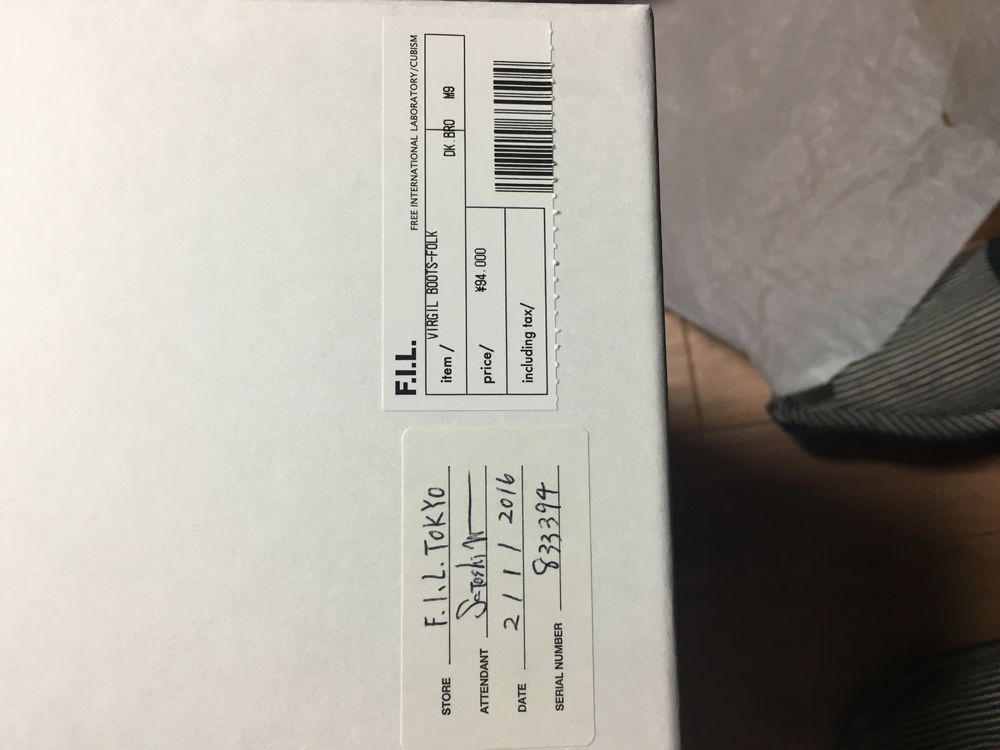 F.I.L.
FREE INTERNATIONAL LABORATORY/CUBISM
item / VIRGIL BOOTS-FOLK DK.BRO M9
price/ ¥94.000
including tax/
STORE F.I.L. TOKYO
ATTENDANT Satoshi
DATE 2 / 1 / 2016
SERIAL NUMBER 833394